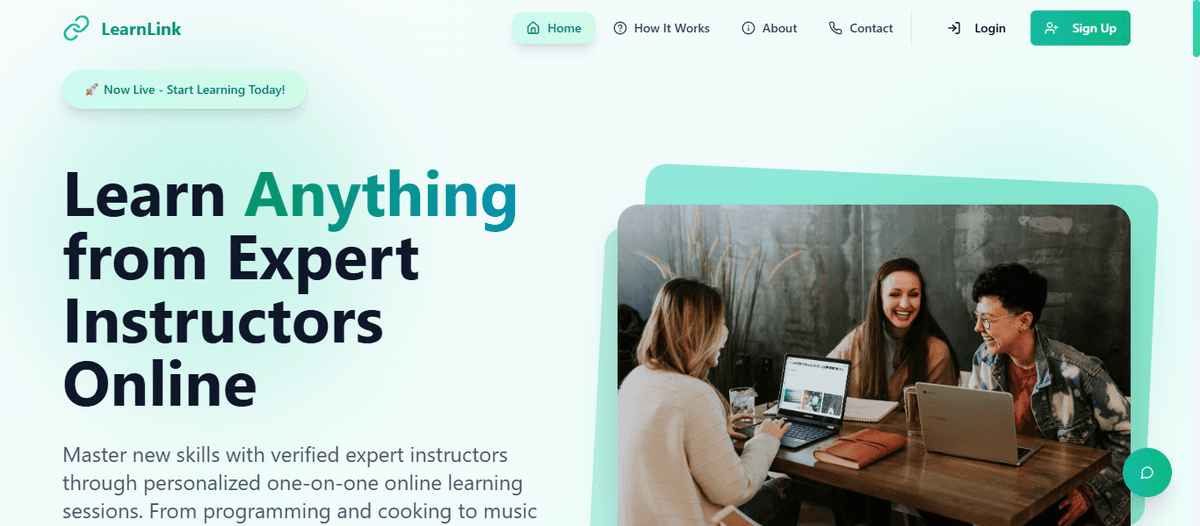 LearnLink
Home
How It Works
About
Contact
Login
Sign Up
🚀 Now Live - Start Learning Today!
Learn Anything
from Expert
Instructors
Online
Master new skills with verified expert instructors
through personalized one-on-one online learning
sessions. From programming and cooking to music